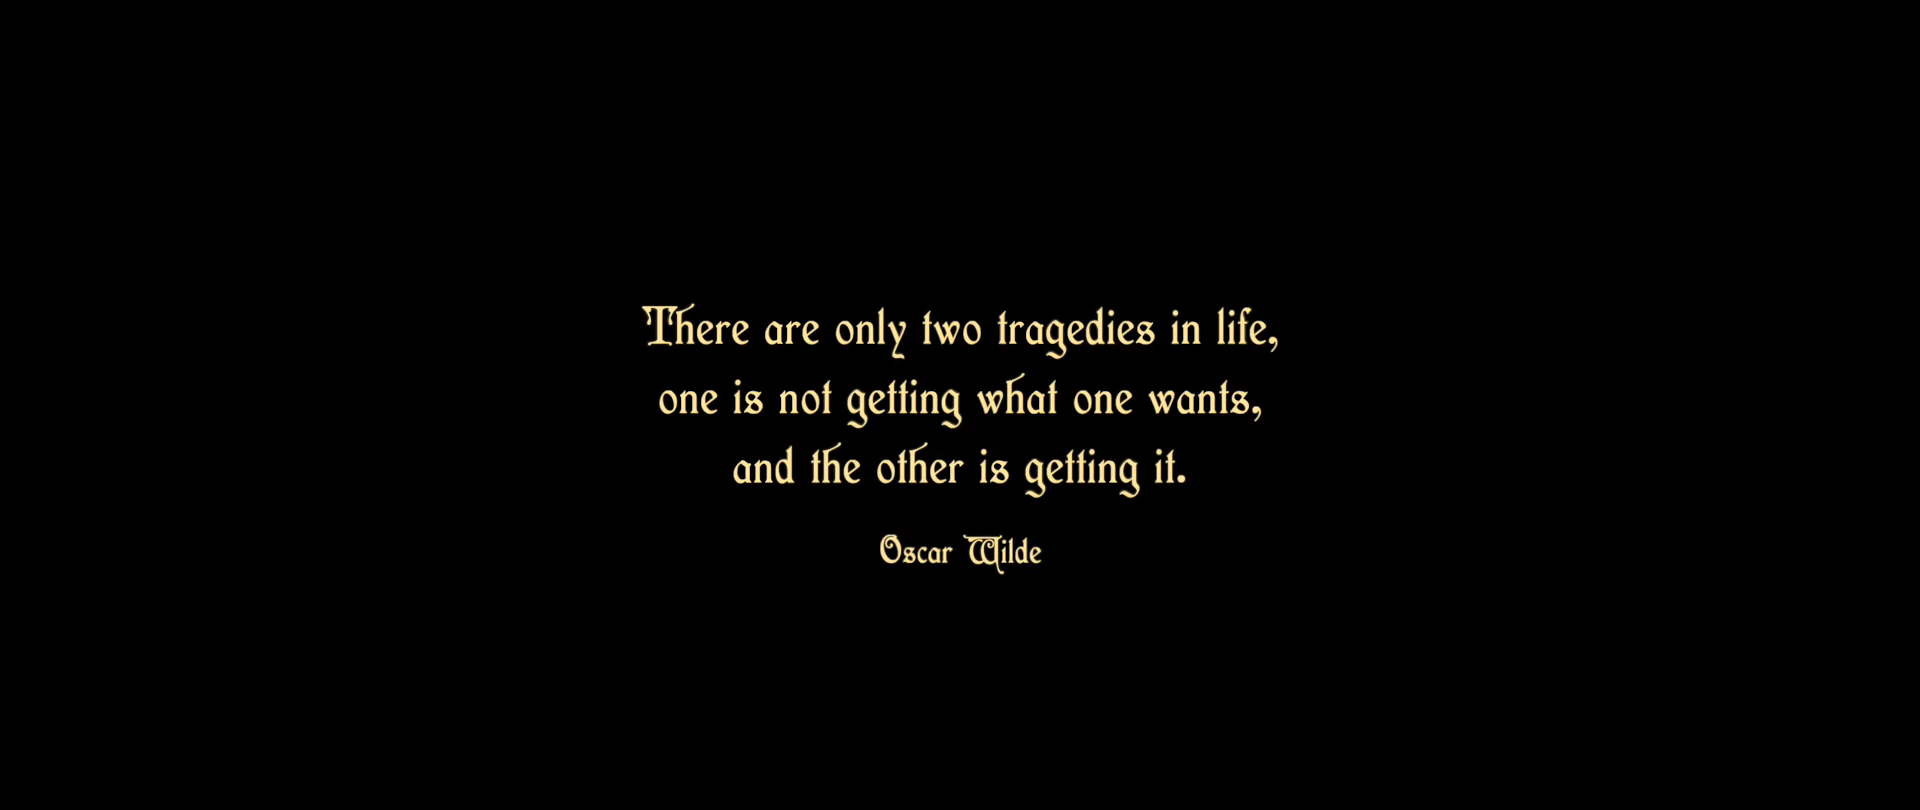 There are only two tragedies in life,
one is not getting what one wants,
and the other is getting it.
Oscar Wilde